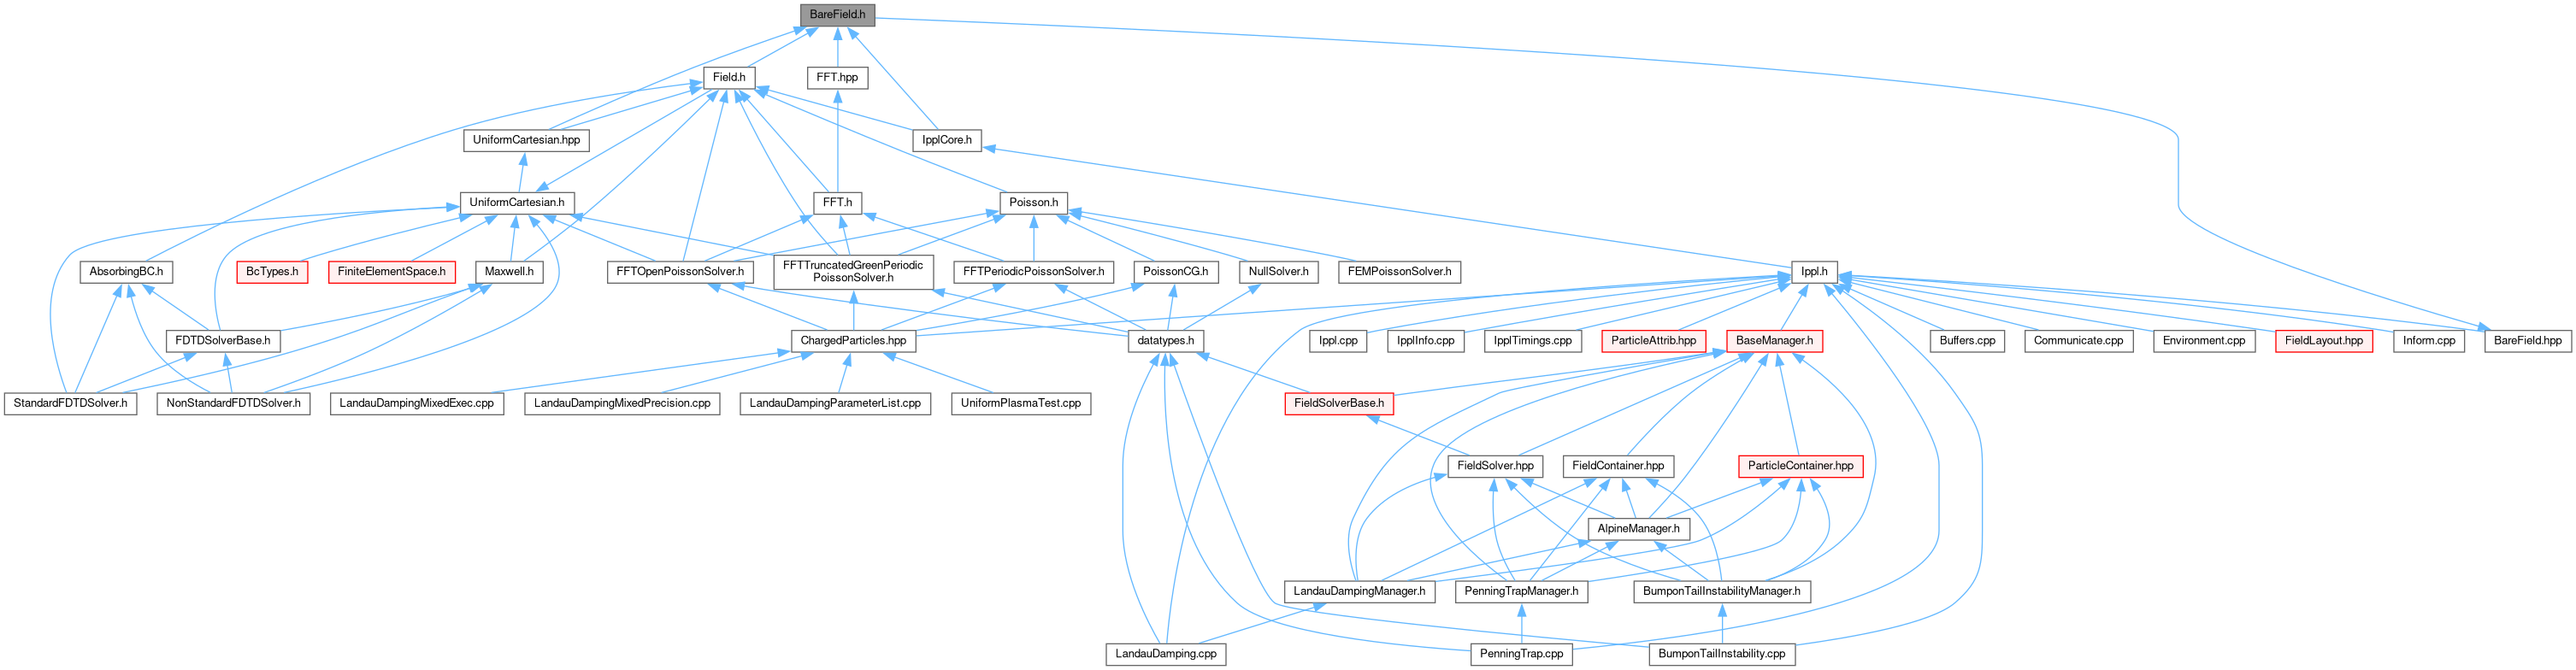 BareField.h
Field.h
FFT.hpp
UniformCartesian.hpp
IpplCore.h
UniformCartesian.h
FFT.h
Poisson.h
AbsorbingBC.h
BcTypes.h
FiniteElementSpace.h
Maxwell.h
FFTOpenPoissonSolver.h
FFTTruncatedGreenPeriodic
PoissonSolver.h
FFTPeriodicPoissonSolver.h
PoissonCG.h
NullSolver.h
FEMPoissonSolver.h
Ippl.h
FDTDSolverBase.h
ChargedParticles.hpp
datatypes.h
Ippl.cpp
IpplInfo.cpp
IpplTimings.cpp
ParticleAttrib.hpp
BaseManager.h
Buffers.cpp
Communicate.cpp
Environment.cpp
FieldLayout.hpp
Inform.cpp
BareField.hpp
StandardFDTDSolver.h
NonStandardFDTDSolver.h
LandauDampingMixedExec.cpp
LandauDampingMixedPrecision.cpp
LandauDampingParameterList.cpp
UniformPlasmaTest.cpp
FieldSolverBase.h
FieldSolver.hpp
FieldContainer.hpp
ParticleContainer.hpp
AlpineManager.h
LandauDampingManager.h
PenningTrapManager.h
BumponTailInstabilityManager.h
LandauDamping.cpp
PenningTrap.cpp
BumponTailInstability.cpp